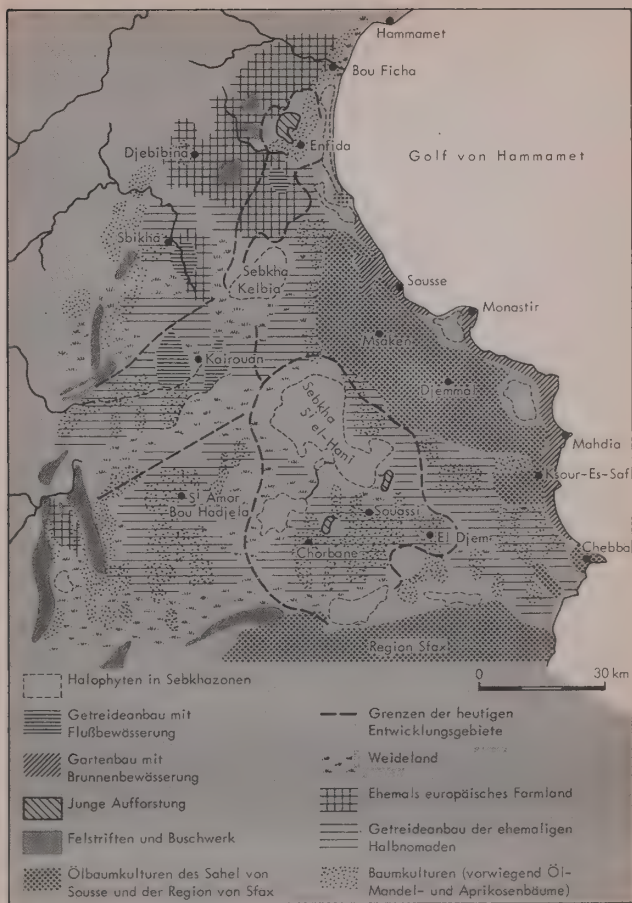 Hammamet
Bou Ficha
Enfida
Djebibina
Golf von Hammamet
Sbikha
Sebkha
Kelbia
Sousse
Monastir
Msaken
Kairouan
Djemmal
Sebkha
S' el Hani
Mahdia
Ksour-Es-Saf
S' Amar
Bou Hadjela
Souassi
El Djem
Chorbane
Chebba
Region Sfax
0 30 km
Halophyten in Sebkhazonen
Getreideanbau mit
Flußbewässerung
Gartenbau mit
Brunnenbewässerung
Junge Aufforstung
Felstriften und Buschwerk
Ölbaumkulturen des Sahel von
Sousse und der Region von Sfax
Grenzen der heutigen
Entwicklungsgebiete
Weideland
Ehemals europäisches Farmland
Getreideanbau der ehemaligen
Halbnomaden
Baumkulturen (vorwiegend Öl-
Mandel- und Aprikosenbäume)